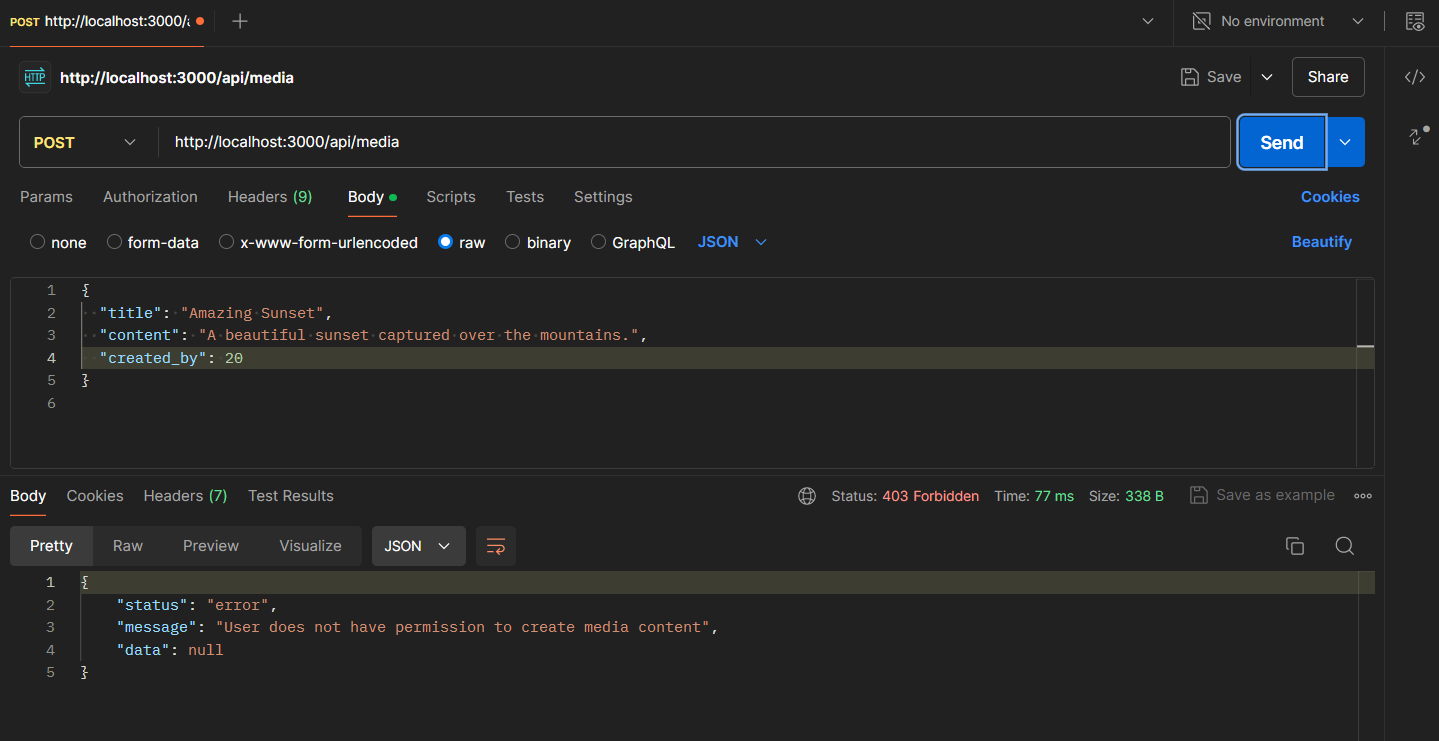 POST http://localhost:3000/a
No environment
HTTP http://localhost:3000/api/media
Save
Share
POST http://localhost:3000/api/media
Send
Params Authorization Headers (9) Body Scripts Tests Settings Cookies
none form-data x-www-form-urlencoded raw binary GraphQL JSON Beautify
1 {
2 "title": "Amazing Sunset",
3 "content": "A beautiful sunset captured over the mountains.",
4 "created_by": 20
5 }
6
Body Cookies Headers (7) Test Results Status: 403 Forbidden Time: 77 ms Size: 338 B Save as example
Pretty Raw Preview Visualize JSON
1 {
2 "status": "error",
3 "message": "User does not have permission to create media content",
4 "data": null
5 }